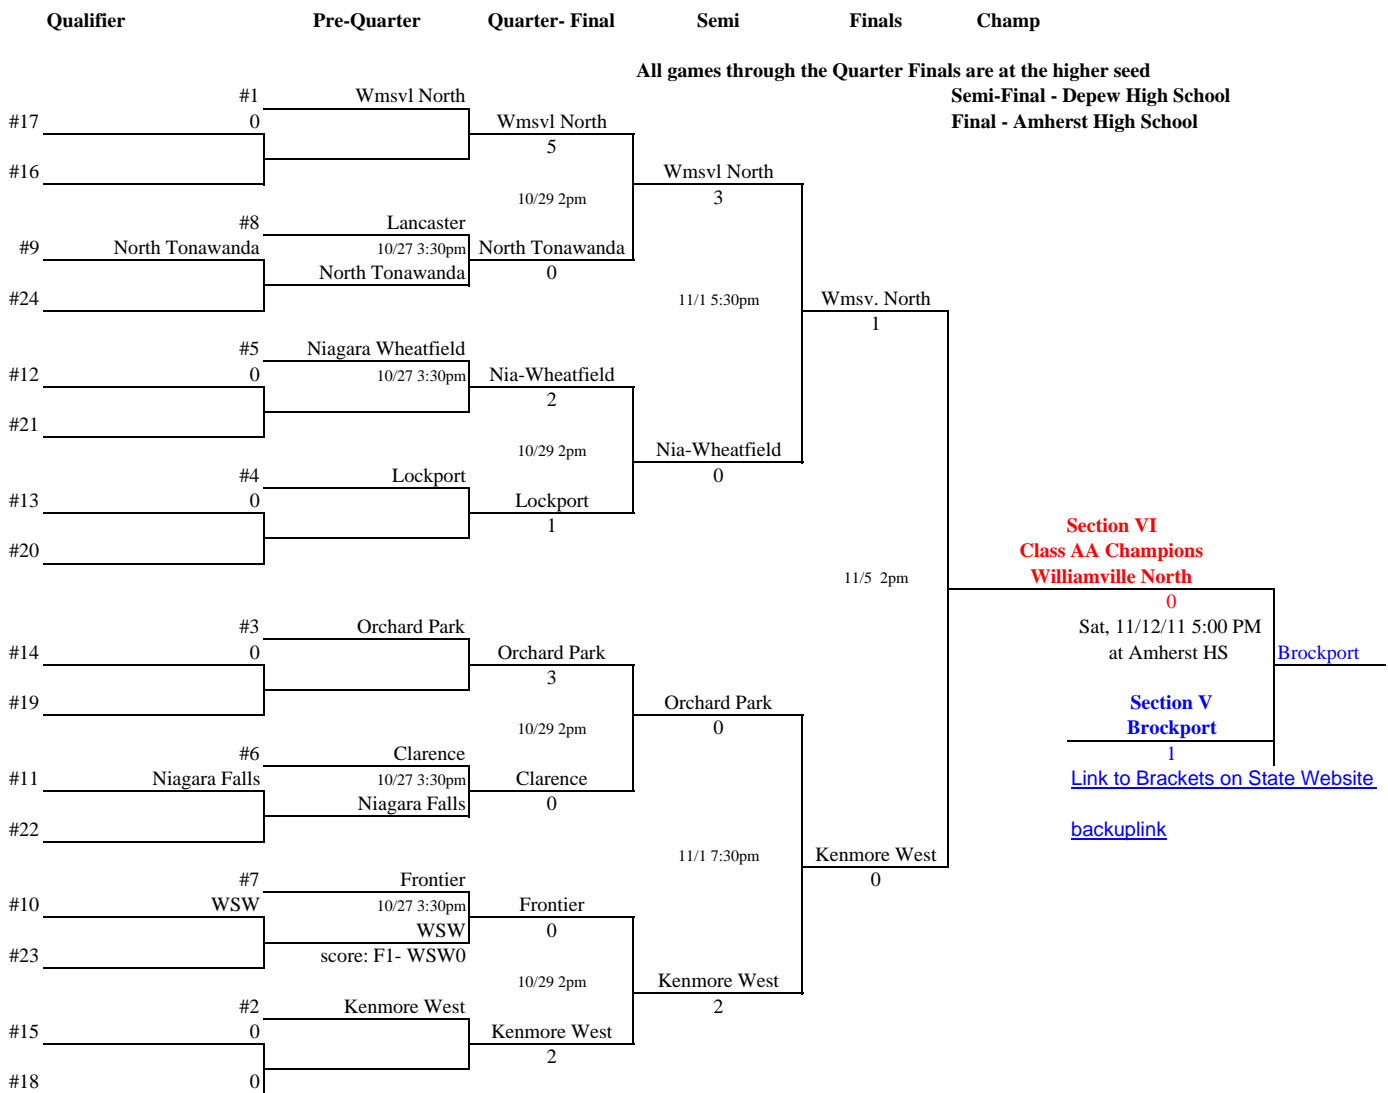 Qualifier Pre-Quarter Quarter- Final Semi Finals Champ
All games through the Quarter Finals are at the higher seed
#1 Wmsvl North Semi-Final - Depew High School
#17 0 Wmsvl North Final - Amherst High School
5
#16 Wmsvl North
10/29 2pm 3
#8 Lancaster
#9 North Tonawanda 10/27 3:30pm North Tonawanda
North Tonawanda 0
#24 11/1 5:30pm Wmsv. North
1
#5 Niagara Wheatfield
#12 0 10/27 3:30pm Nia-Wheatfield
2
#21
10/29 2pm Nia-Wheatfield
#4 Lockport 0
#13 0 Lockport
1 Section VI
#20 Class AA Champions
11/5 2pm Williamville North
0
#3 Orchard Park Sat, 11/12/11 5:00 PM
#14 0 Orchard Park at Amherst HS Brockport
3
#19 Orchard Park Section V
10/29 2pm 0 Brockport
#6 Clarence 1
#11 Niagara Falls 10/27 3:30pm Clarence Link to Brackets on State Website
Niagara Falls 0
#22 backuplink
11/1 7:30pm Kenmore West
#7 Frontier 0
#10 WSW 10/27 3:30pm Frontier
WSW 0
#23 score: F1- WSW0
10/29 2pm Kenmore West
#2 Kenmore West 2
#15 0 Kenmore West
2
#18 0